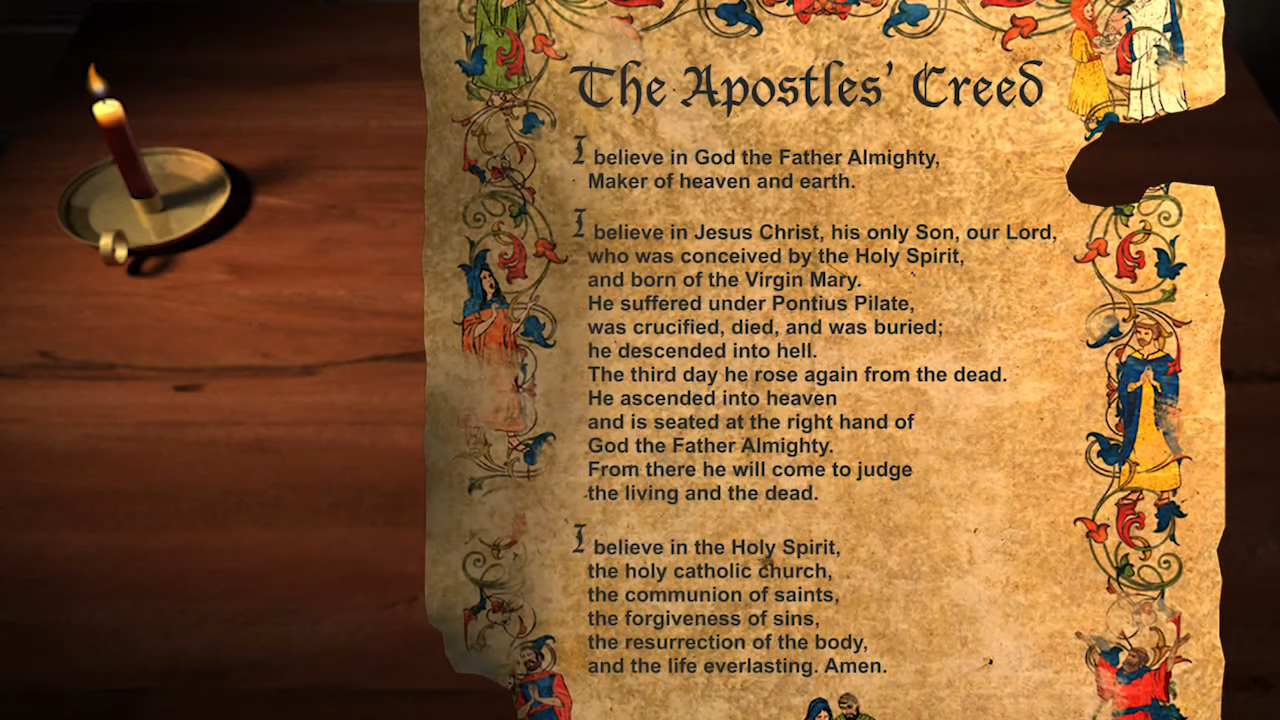 The Apostles' Creed
I believe in God the Father Almighty,
Maker of heaven and earth.
I believe in Jesus Christ, his only Son, our Lord,
who was conceived by the Holy Spirit,
and born of the Virgin Mary.
He suffered under Pontius Pilate,
was crucified, died, and was buried;
he descended into hell.
The third day he rose again from the dead.
He ascended into heaven
and is seated at the right hand of
God the Father Almighty.
From there he will come to judge
the living and the dead.
I believe in the Holy Spirit,
the holy catholic church,
the communion of saints,
the forgiveness of sins,
the resurrection of the body,
and the life everlasting. Amen.